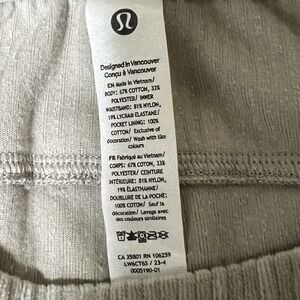 Designed in Vancouver
Conçu à Vancouver
EN Made in Vietnam/
BODY: 67% COTTON, 33%
POLYESTER/ INNER
WAISTBAND: 81% NYLON,
19% LYCRA® ELASTANE/
POCKET LINING: 100%
COTTON/ Exclusive of
decoration/ Wash with like
colours
FR Fabriqué au Vietnam/
CORPS: 67% COTON, 33%
POLYESTER/ CEINTURE
INTÉRIEURE: 81% NYLON,
19% ÉLASTHANNE/
DOUBLURE DE LA POCHE:
100% COTON/ Sauf la
décoration/ Lavage avec
des couleurs similaires
CA 35801 RN 106259
LW6CT6S / 23-4
0005190-01